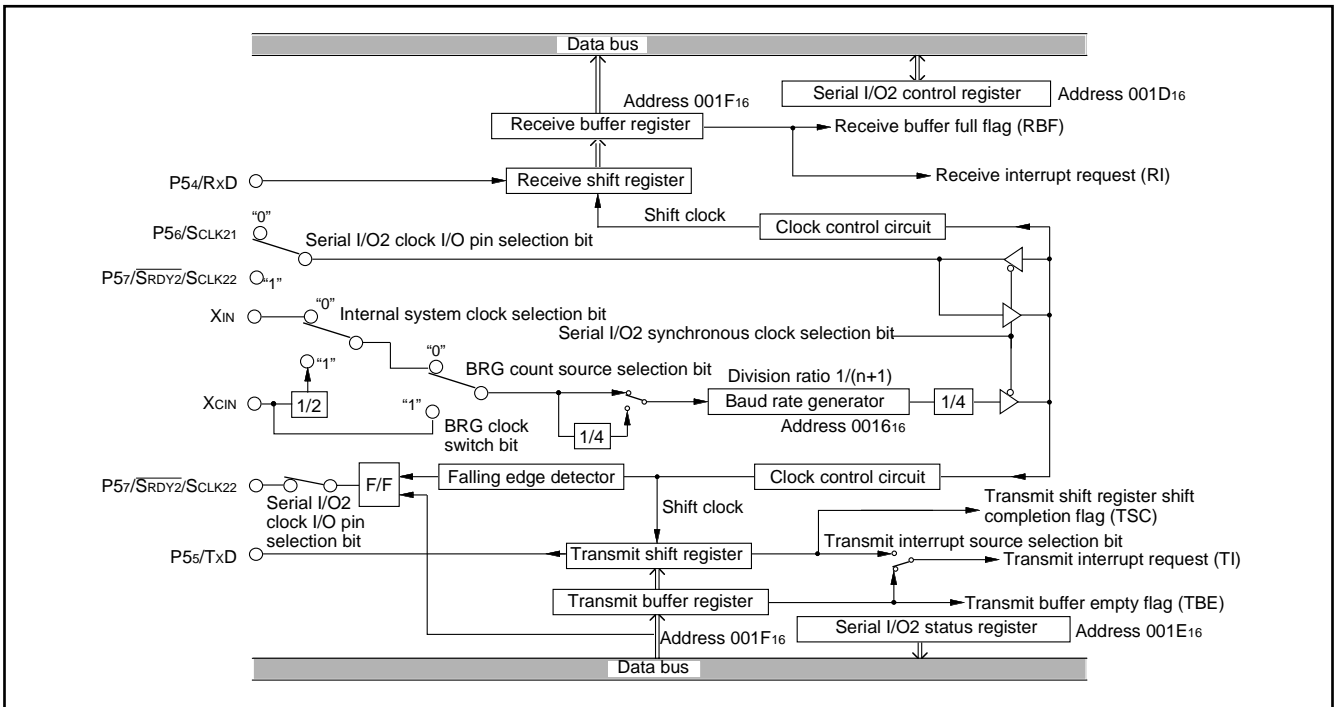 Data bus
Address 001F16
Serial I/O2 control register
Address 001D16
Receive buffer register
Receive buffer full flag (RBF)
P54/RXD
Receive shift register
Receive interrupt request (RI)
Shift clock
Clock control circuit
P56/SCLK21
“0”
Serial I/O2 clock I/O pin selection bit
P57/SRDY2/SCLK22
“1”
XIN
“0”
Internal system clock selection bit
Serial I/O2 synchronous clock selection bit
“1”
“0”
BRG count source selection bit
Division ratio 1/(n+1)
XCIN
1/2
“1”
BRG clock
switch bit
1/4
Baud rate generator
1/4
Address 001616
P57/SRDY2/SCLK22
F/F
Falling edge detector
Clock control circuit
Serial I/O2
clock I/O pin
selection bit
Shift clock
Transmit shift register shift
completion flag (TSC)
Transmit interrupt source selection bit
P55/TXD
Transmit shift register
Transmit interrupt request (TI)
Transmit buffer register
Transmit buffer empty flag (TBE)
Address 001F16
Serial I/O2 status register
Address 001E16
Data bus